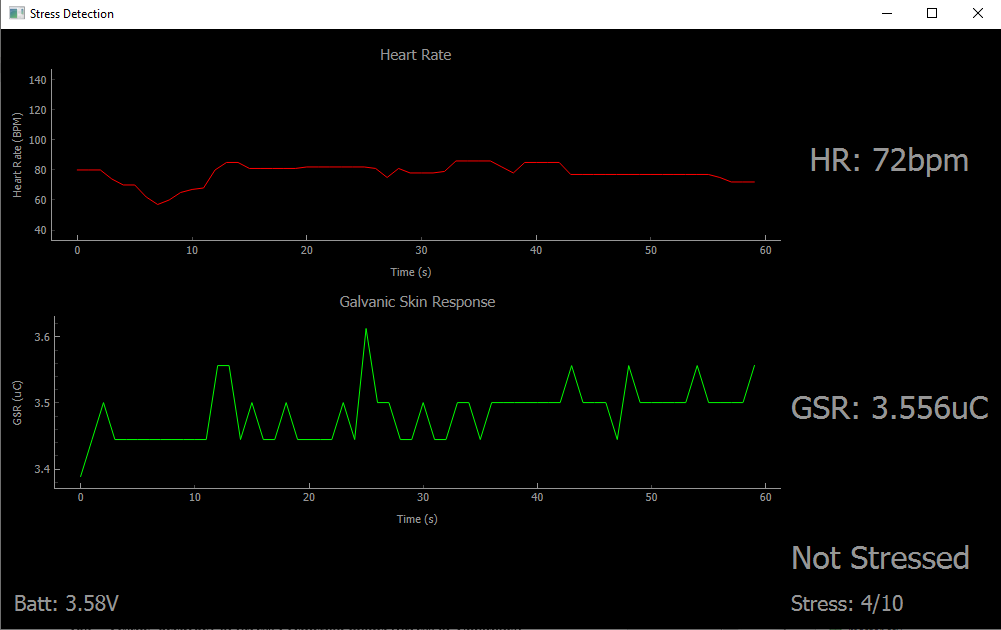 Stress Detection
Heart Rate
140
120
100
80
60
40
Heart Rate (BPM)
0 10 20 30 40 50 60
Time (s)
HR: 72bpm
Galvanic Skin Response
3.6
3.5
3.4
GSR (uC)
0 10 20 30 40 50 60
Time (s)
GSR: 3.556uC
Not Stressed
Batt: 3.58V
Stress: 4/10